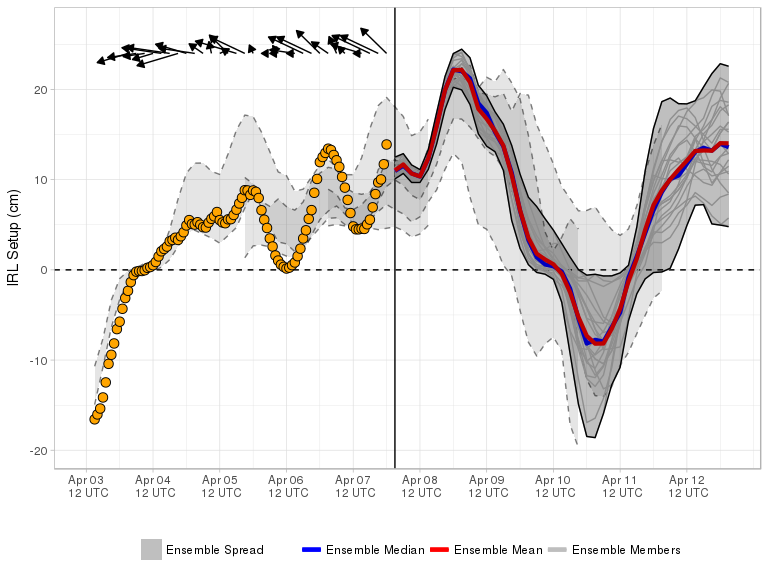 IRL Setup (cm)
20
10
0
-10
-20
Apr 03 Apr 04 Apr 05 Apr 06 Apr 07 Apr 08 Apr 09 Apr 10 Apr 11 Apr 12
12 UTC 12 UTC 12 UTC 12 UTC 12 UTC 12 UTC 12 UTC 12 UTC 12 UTC 12 UTC
Ensemble Spread Ensemble Median Ensemble Mean Ensemble Members